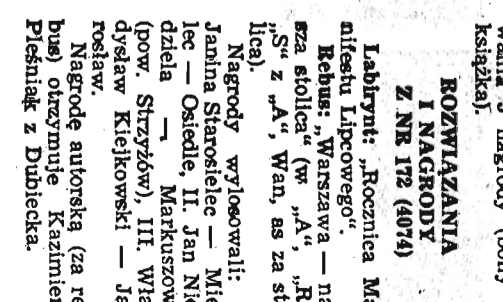 książka).
ROZWIĄZANIA
I NAGRODY
Z NR 172 (4074)
Labirynt: „Rocznica Ma
nifestu Lipcowego“.
Rebus: „Warszawa — na
sza stolica“ (w „A“, „R
„S“ z „A“, Wan, as za st
lica).
Nagrody wylosowali:
Janina Starosielec — Mie
lec — Osiedle, II. Jan Nie
dziela — Markuszow
(pow. Strzyżów), III. Wła
dysław Kiejkowski — Ja
rosław.
Nagrodę autorską (za re
bus) otrzymuje Kazimier
Pleśniak z Dubiecka.